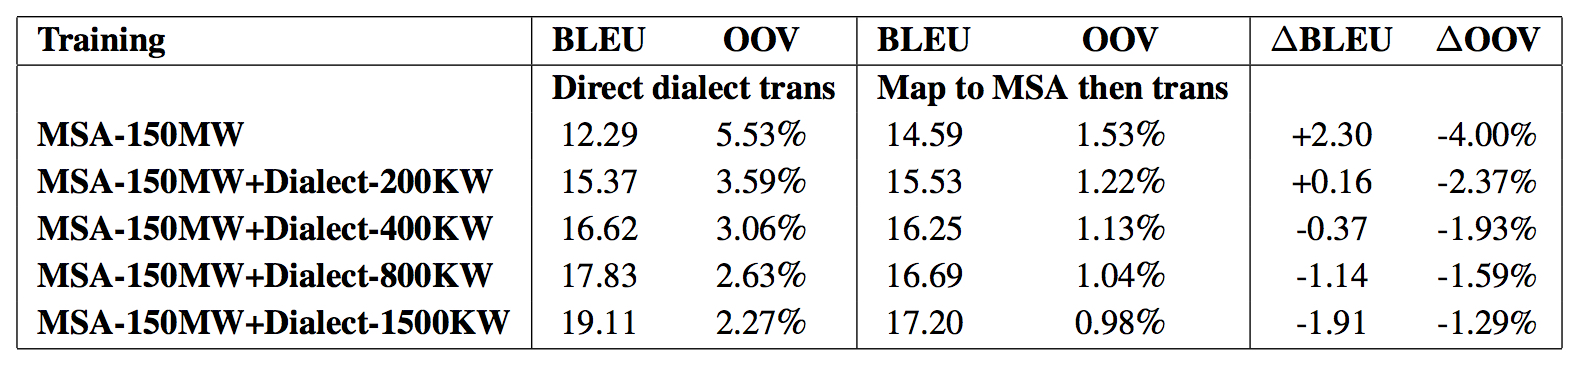 Training BLEU OOV BLEU OOV △BLEU △OOV
Direct dialect trans Map to MSA then trans
MSA-150MW 12.29 5.53% 14.59 1.53% +2.30 -4.00%
MSA-150MW+Dialect-200KW 15.37 3.59% 15.53 1.22% +0.16 -2.37%
MSA-150MW+Dialect-400KW 16.62 3.06% 16.25 1.13% -0.37 -1.93%
MSA-150MW+Dialect-800KW 17.83 2.63% 16.69 1.04% -1.14 -1.59%
MSA-150MW+Dialect-1500KW 19.11 2.27% 17.20 0.98% -1.91 -1.29%